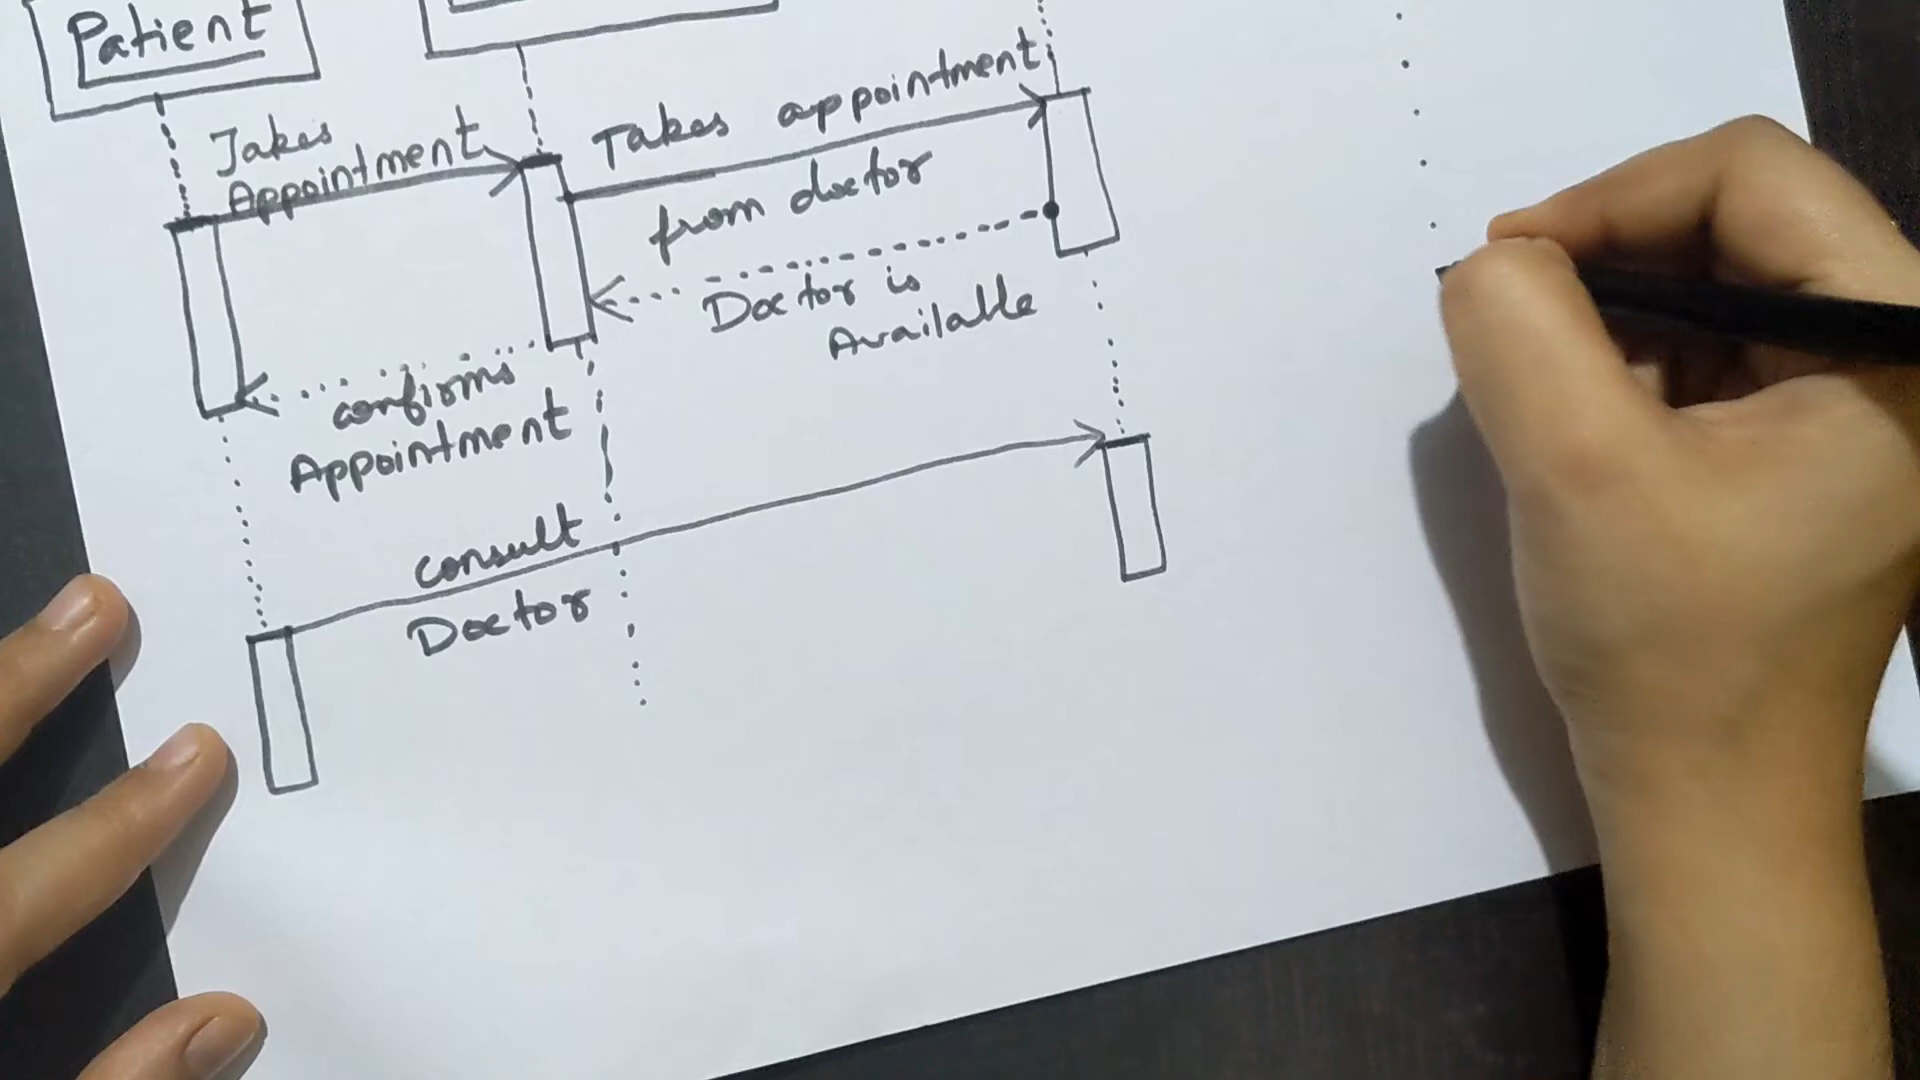 Patient
Takes
Appointment
Takes appointment
from doctor
Doctor is
Available
confirms
Appointment
consult
Doctor